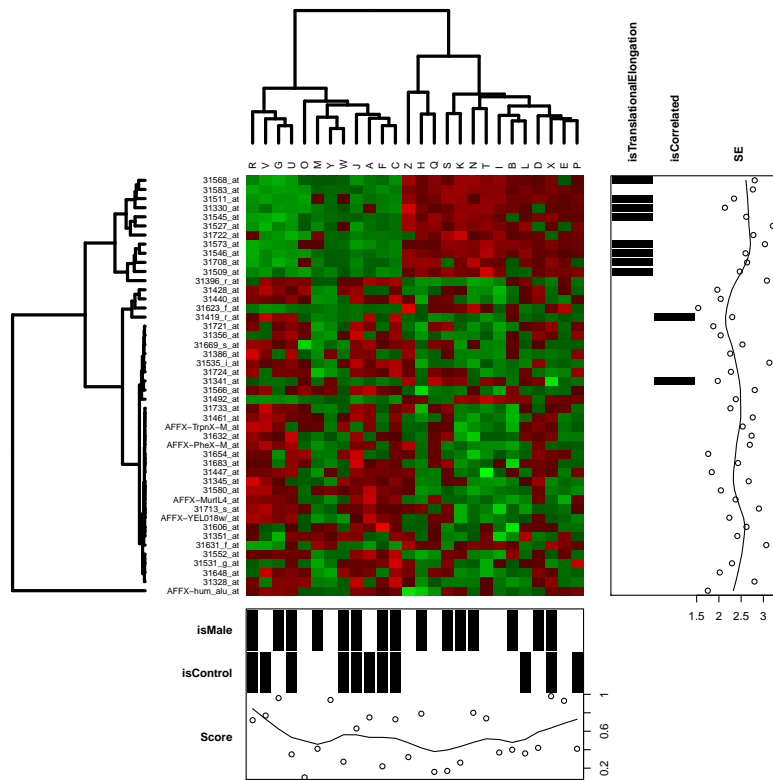 isTranslationalElongation
isCorrelated
SE
R V G U O M Y W J A F C Z H Q S K N T I B L D X E P
31568_at
31583_at
31511_at
31330_at
31545_at
31527_at
31722_at
31573_at
31546_at
31708_at
31509_at
31396_r_at
31428_at
31440_at
31623_f_at
31419_r_at
31721_at
31356_at
31669_s_at
31386_at
31535_i_at
31724_at
31341_at
31566_at
31492_at
31733_at
31461_at
AFFX−TrpnX−M_at
31632_at
AFFX−PheX−M_at
31654_at
31683_at
31447_at
31345_at
31580_at
AFFX−MurIL4_at
31713_s_at
AFFX−YEL018w/_at
31606_at
31351_at
31631_f_at
31552_at
31531_g_at
31648_at
31328_at
AFFX−hum_alu_at
1.5 2 2.5 3
isMale
isControl
Score
1
0.6
0.2